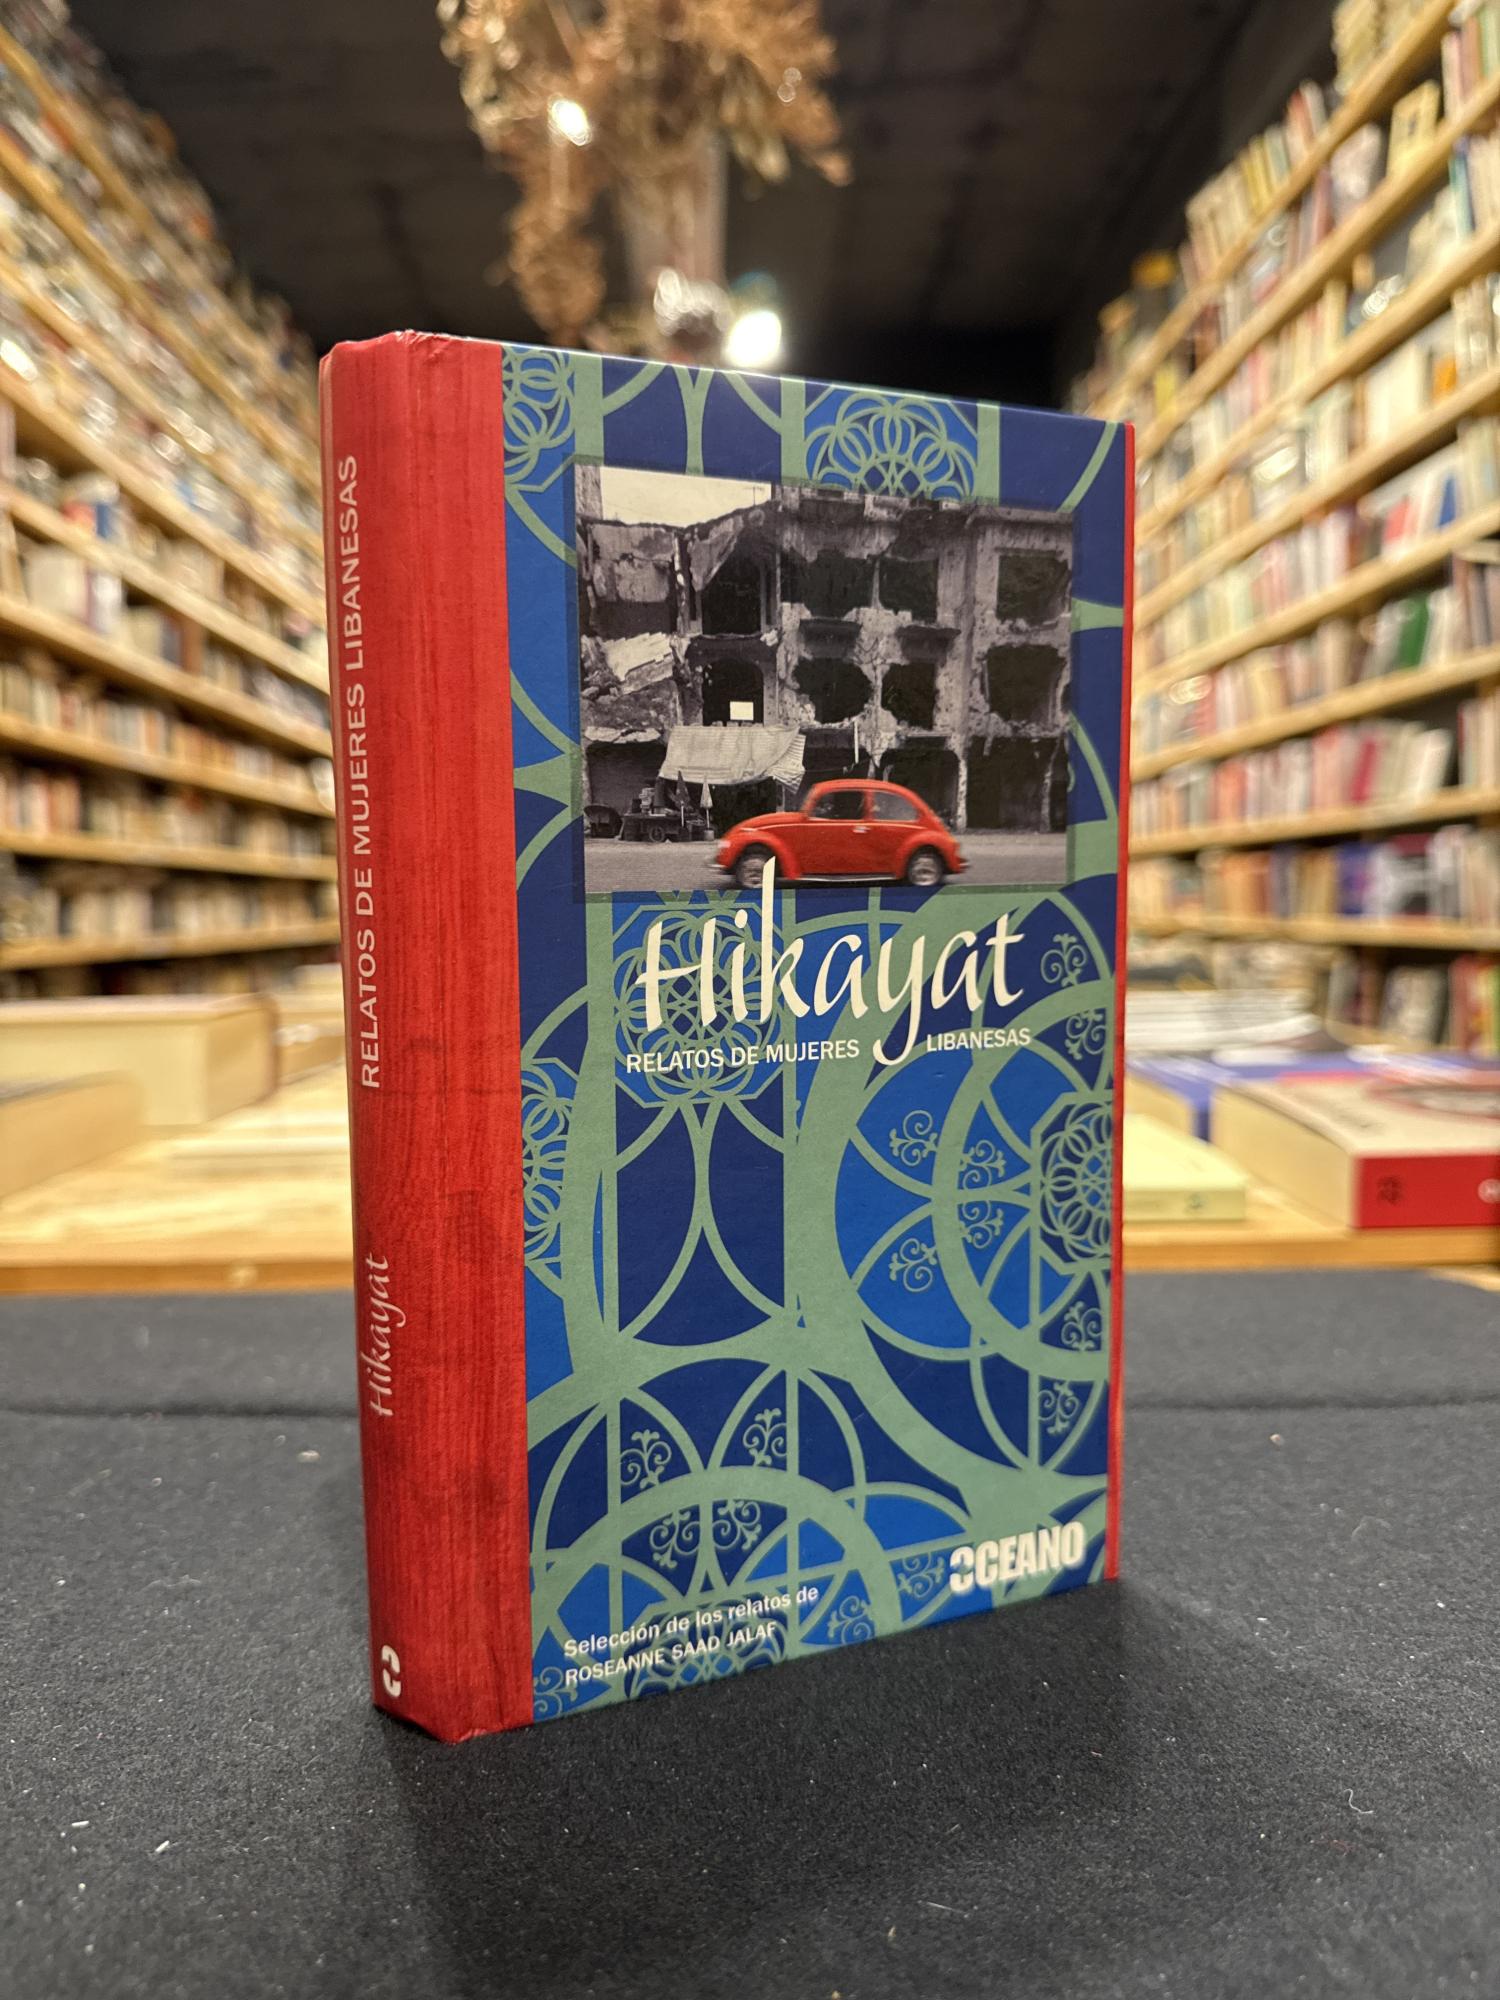 RELATOS DE MUJERES LIBANESAS
Hikayat
Hikayat
RELATOS DE MUJERES LIBANESAS
Selección de los relatos de
ROSEANNE SAAD JALAF
OCEANO